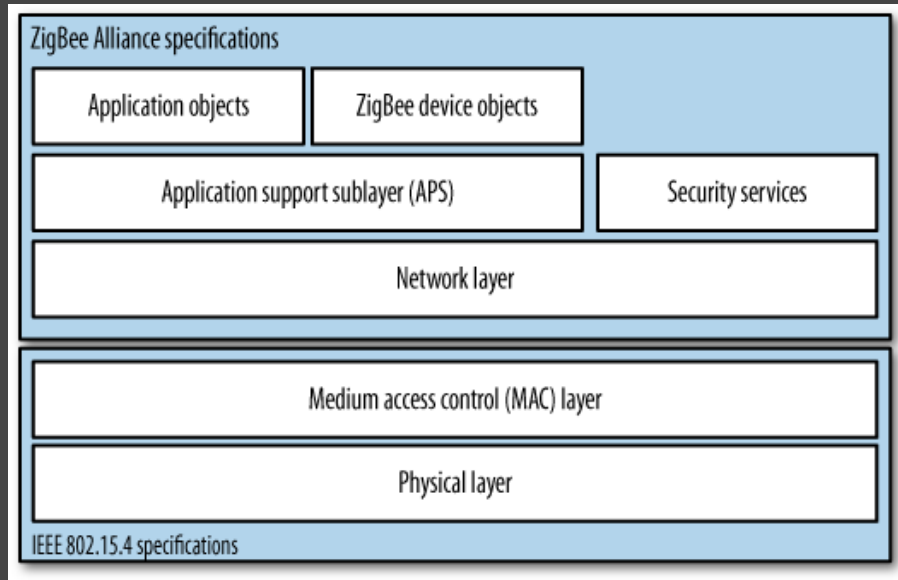 ZigBee Alliance specifications
Application objects
ZigBee device objects
Application support sublayer (APS)
Security services
Network layer
Medium access control (MAC) layer
Physical layer
IEEE 802.15.4 specifications